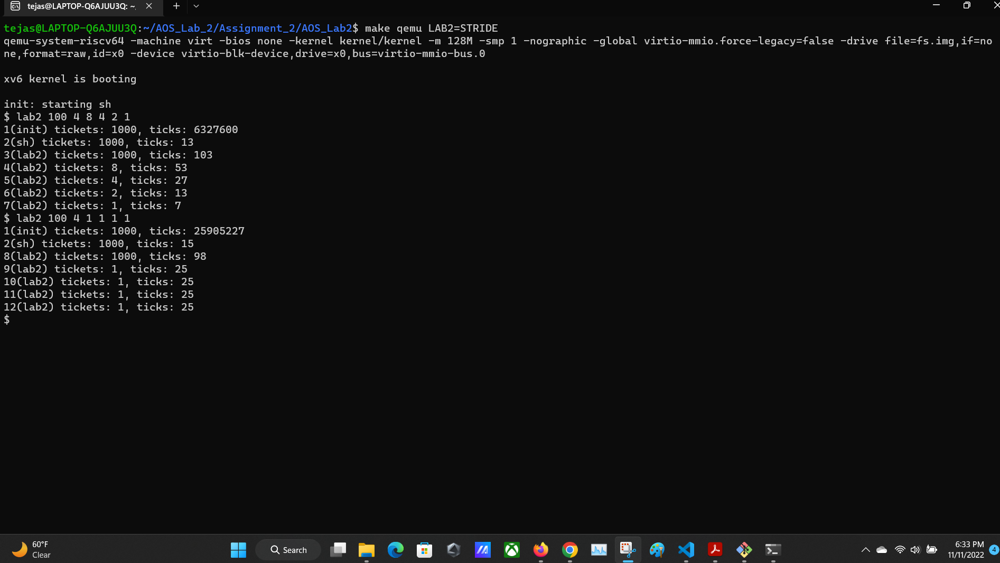 tejas@LAPTOP-Q6AJUU3Q: ~,
tejas@LAPTOP-Q6AJUU3Q:~/AOS_Lab_2/Assignment_2/AOS_Lab2$ make qemu LAB2=STRIDE
qemu-system-riscv64 -machine virt -bios none -kernel kernel/kernel -m 128M -smp 1 -nographic -global virtio-mmio.force-legacy=false -drive file=fs.img,if=no
ne,format=raw,id=x0 -device virtio-blk-device,drive=x0,bus=virtio-mmio-bus.0
xv6 kernel is booting
init: starting sh
$ lab2 100 4 8 4 2 1
1(init) tickets: 1000, ticks: 6327600
2(sh) tickets: 1000, ticks: 13
3(lab2) tickets: 1000, ticks: 103
4(lab2) tickets: 8, ticks: 53
5(lab2) tickets: 4, ticks: 27
6(lab2) tickets: 2, ticks: 13
7(lab2) tickets: 1, ticks: 7
$ lab2 100 4 1 1 1 1
1(init) tickets: 1000, ticks: 25905227
2(sh) tickets: 1000, ticks: 15
8(lab2) tickets: 1000, ticks: 98
9(lab2) tickets: 1, ticks: 25
10(lab2) tickets: 1, ticks: 25
11(lab2) tickets: 1, ticks: 25
12(lab2) tickets: 1, ticks: 25
$
60°F
Clear
Search
6:33 PM
11/11/2022
4